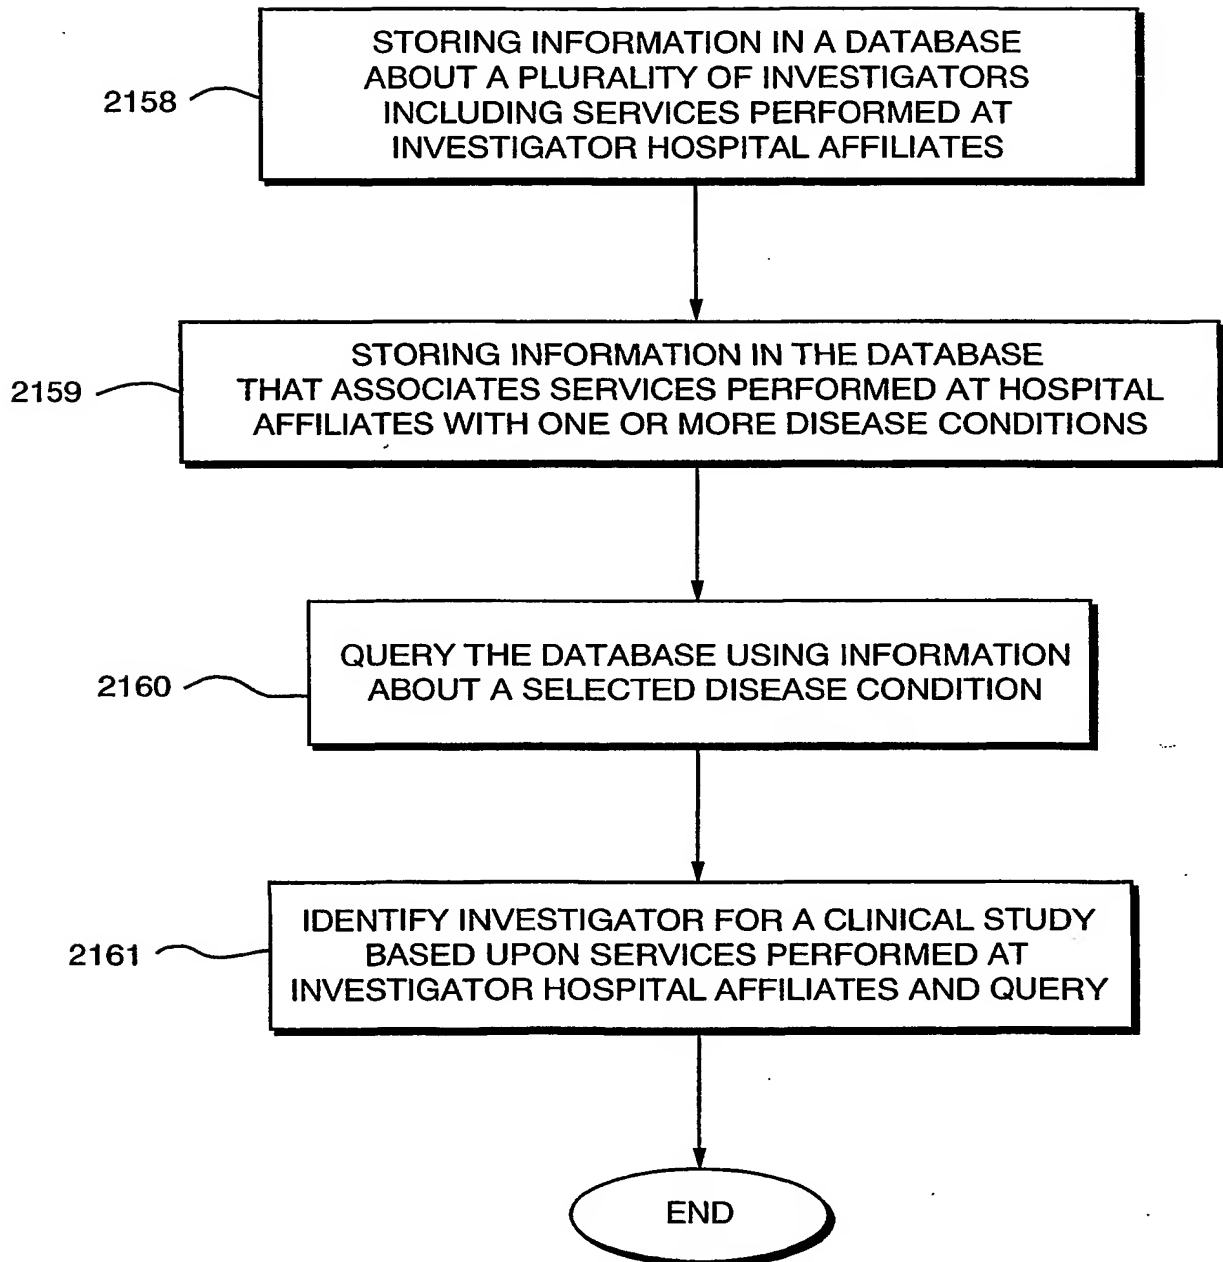 STORING INFORMATION IN A DATABASE
ABOUT A PLURALITY OF INVESTIGATORS
INCLUDING SERVICES PERFORMED AT
INVESTIGATOR HOSPITAL AFFILIATES
2158
STORING INFORMATION IN THE DATABASE
THAT ASSOCIATES SERVICES PERFORMED AT HOSPITAL
AFFILIATES WITH ONE OR MORE DISEASE CONDITIONS
2159
QUERY THE DATABASE USING INFORMATION
ABOUT A SELECTED DISEASE CONDITION
2160
IDENTIFY INVESTIGATOR FOR A CLINICAL STUDY
BASED UPON SERVICES PERFORMED AT
INVESTIGATOR HOSPITAL AFFILIATES AND QUERY
2161
END